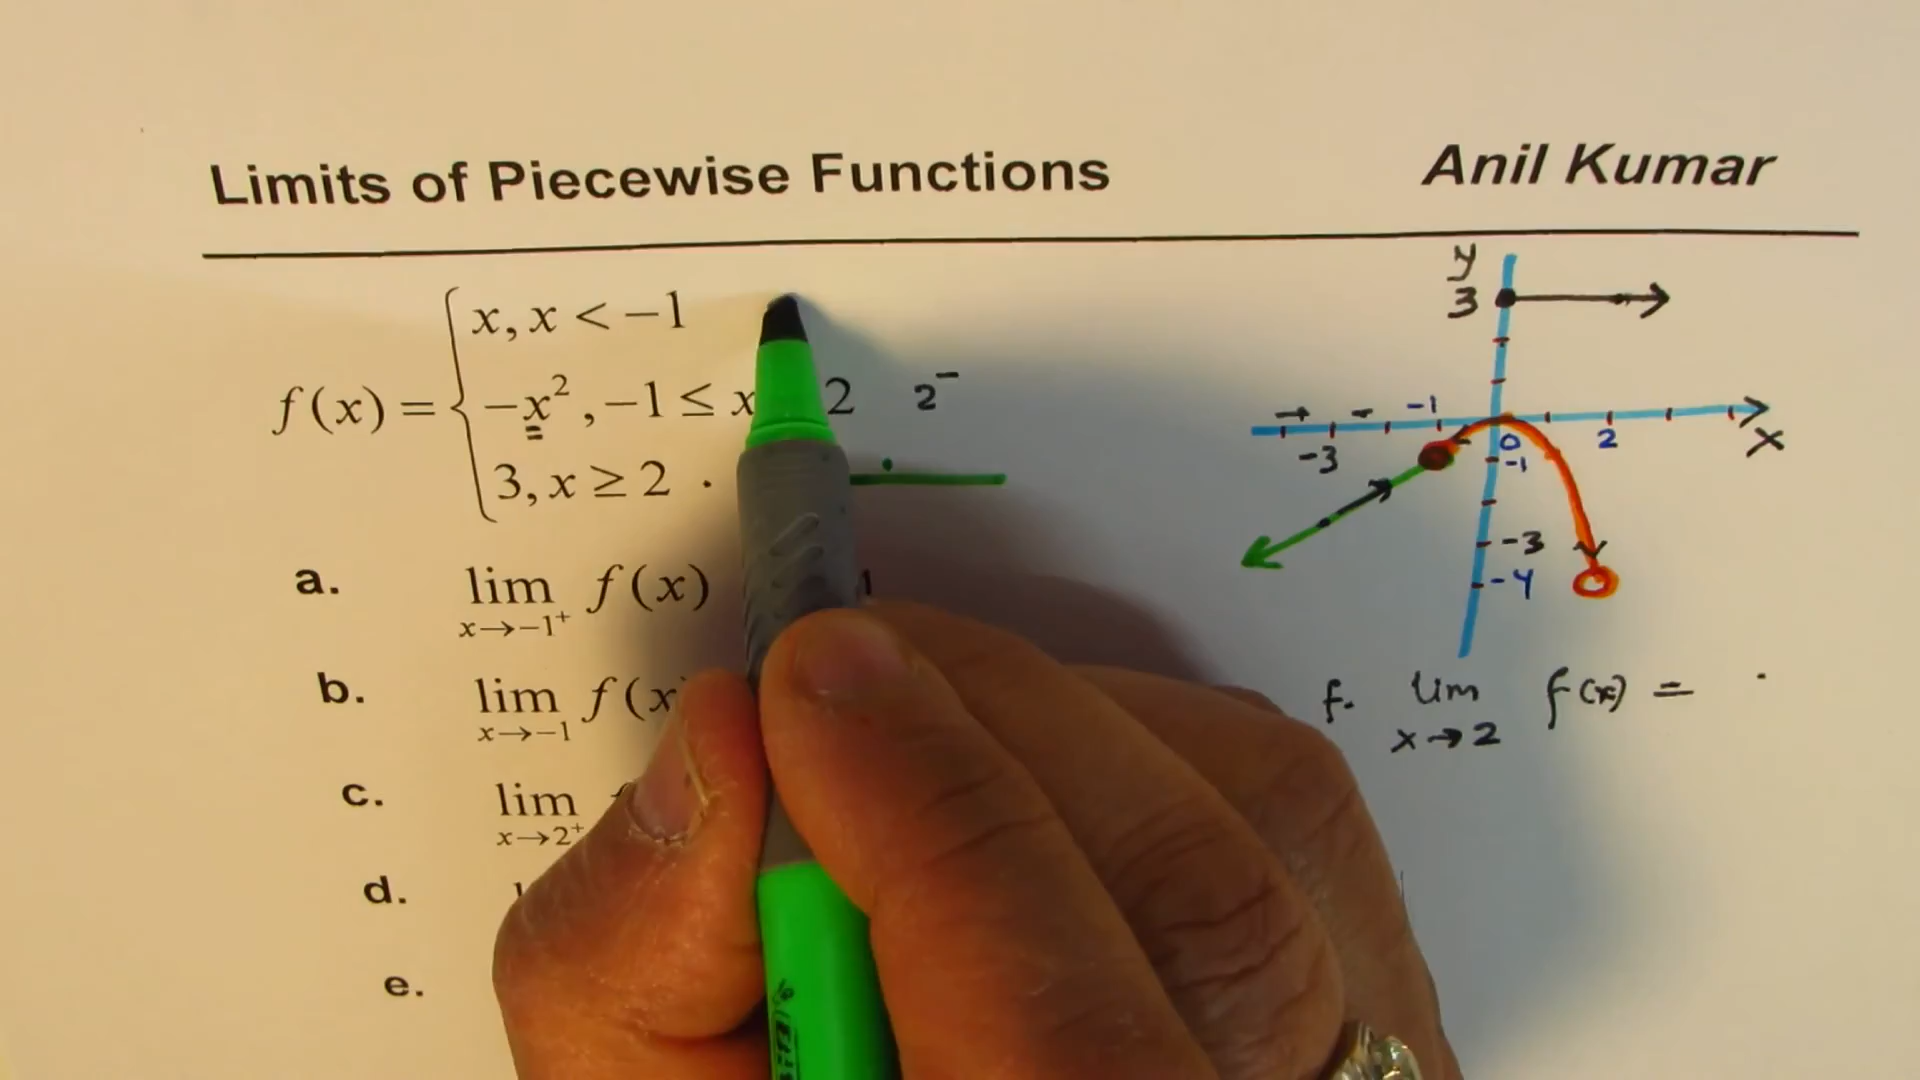 Limits of Piecewise Functions
Anil Kumar
x, x < −1
f(x) = −x², −1 ≤ x 2 2⁻
3, x ≥ 2
a. lim f(x)
x→−1⁺
b. lim f(x
x→−1
c. lim
x→2⁺
d.
e.
y
3
-1
-3 0 2 x
-1
-3
-4
f. lim f(x) =
x→2